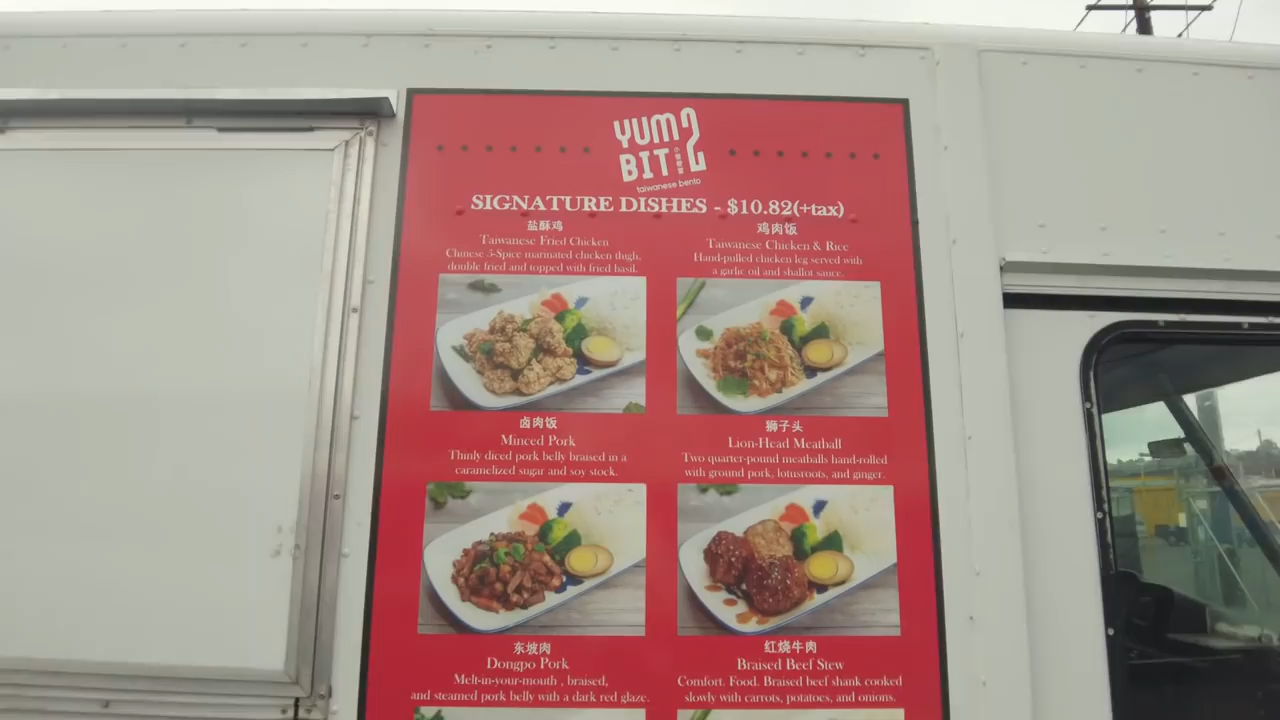 YUM
BIT 2
小食便當
taiwanese bento
SIGNATURE DISHES - $10.82(+tax)
盐酥鸡
Taiwanese Fried Chicken
Chinese 5-Spice marinated chicken thigh,
double fried and topped with fried basil.
鸡肉饭
Taiwanese Chicken & Rice
Hand-pulled chicken leg served with
a garlic oil and shallot sauce.
卤肉饭
Minced Pork
Thinly diced pork belly braised in a
caramelized sugar and soy stock.
狮子头
Lion-Head Meatball
Two quarter-pound meatballs hand-rolled
with ground pork, lotusroots, and ginger.
东坡肉
Dongpo Pork
Melt-in-your-mouth , braised,
and steamed pork belly with a dark red glaze.
红烧牛肉
Braised Beef Stew
Comfort. Food. Braised beef shank cooked
slowly with carrots, potatoes, and onions.